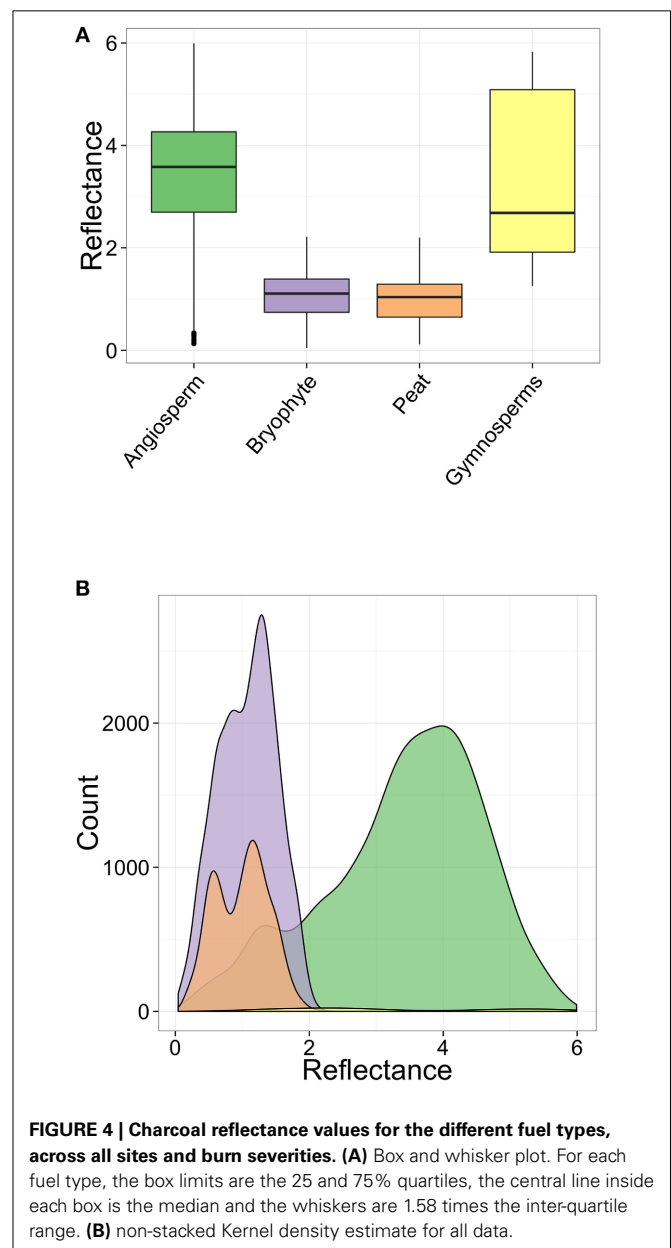 A
Reflectance
6
4
2
0
Angiosperm
Bryophyte
Peat
Gymnosperms
B
Count
2000
1000
0
0
2
4
6
Reflectance
FIGURE 4 | Charcoal reflectance values for the different fuel types,
across all sites and burn severities. (A) Box and whisker plot. For each
fuel type, the box limits are the 25 and 75% quartiles, the central line inside
each box is the median and the whiskers are 1.58 times the inter-quartile
range. (B) non-stacked Kernel density estimate for all data.